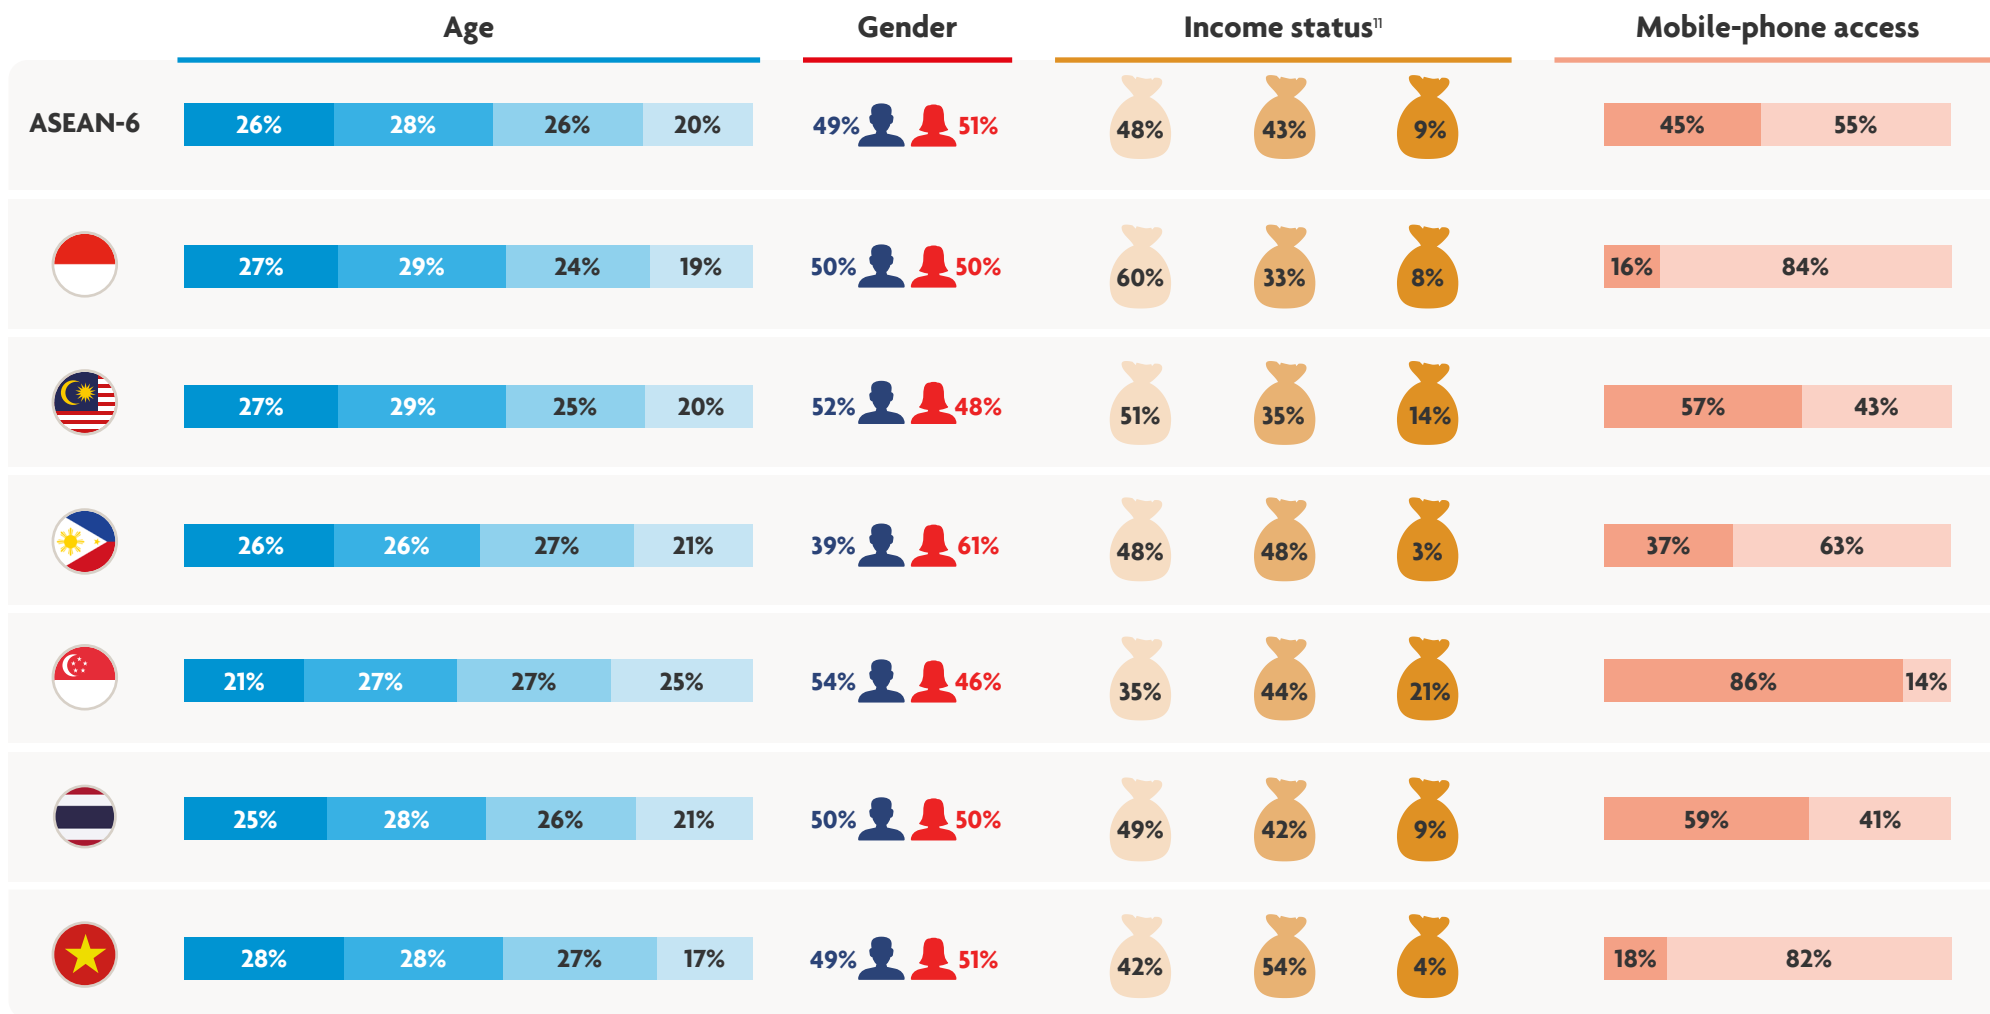 Age Gender Income status¹¹ Mobile-phone access
ASEAN-6 26% 28% 26% 20% 49% 51% 48% 43% 9% 45% 55%
27% 29% 24% 19% 50% 50% 60% 33% 8% 16% 84%
27% 29% 25% 20% 52% 48% 51% 35% 14% 57% 43%
26% 26% 27% 21% 39% 61% 48% 48% 3% 37% 63%
21% 27% 27% 25% 54% 46% 35% 44% 21% 86% 14%
25% 28% 26% 21% 50% 50% 49% 42% 9% 59% 41%
28% 28% 27% 17% 49% 51% 42% 54% 4% 18% 82%